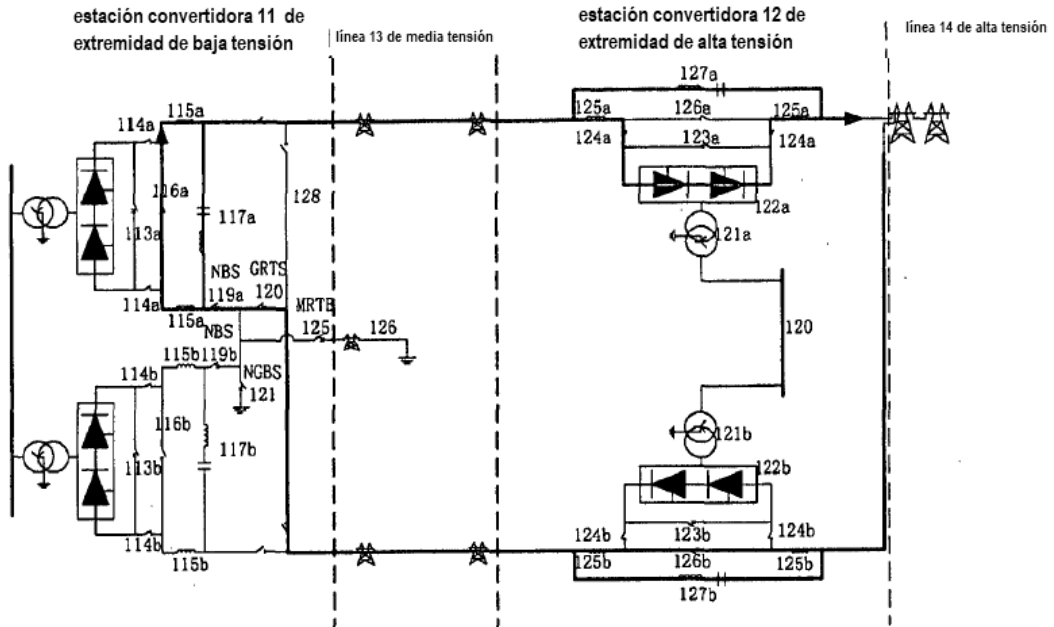 estación convertidora 11 de
extremidad de baja tensión
línea 13 de media tensión
estación convertidora 12 de
extremidad de alta tensión
línea 14 de alta tensión
127a
115a
125a
126a
125a
114a
124a
123a
124a
116a
128
122a
117a
113a
121a
NBS
GRTS
119a
120
114a
MRTB
115a
125
126
120
NBS
115b
119b
114b
NGBS
121
116b
121b
117b
122b
113b
124b
123b
124b
114b
125b
126b
125b
115b
127b